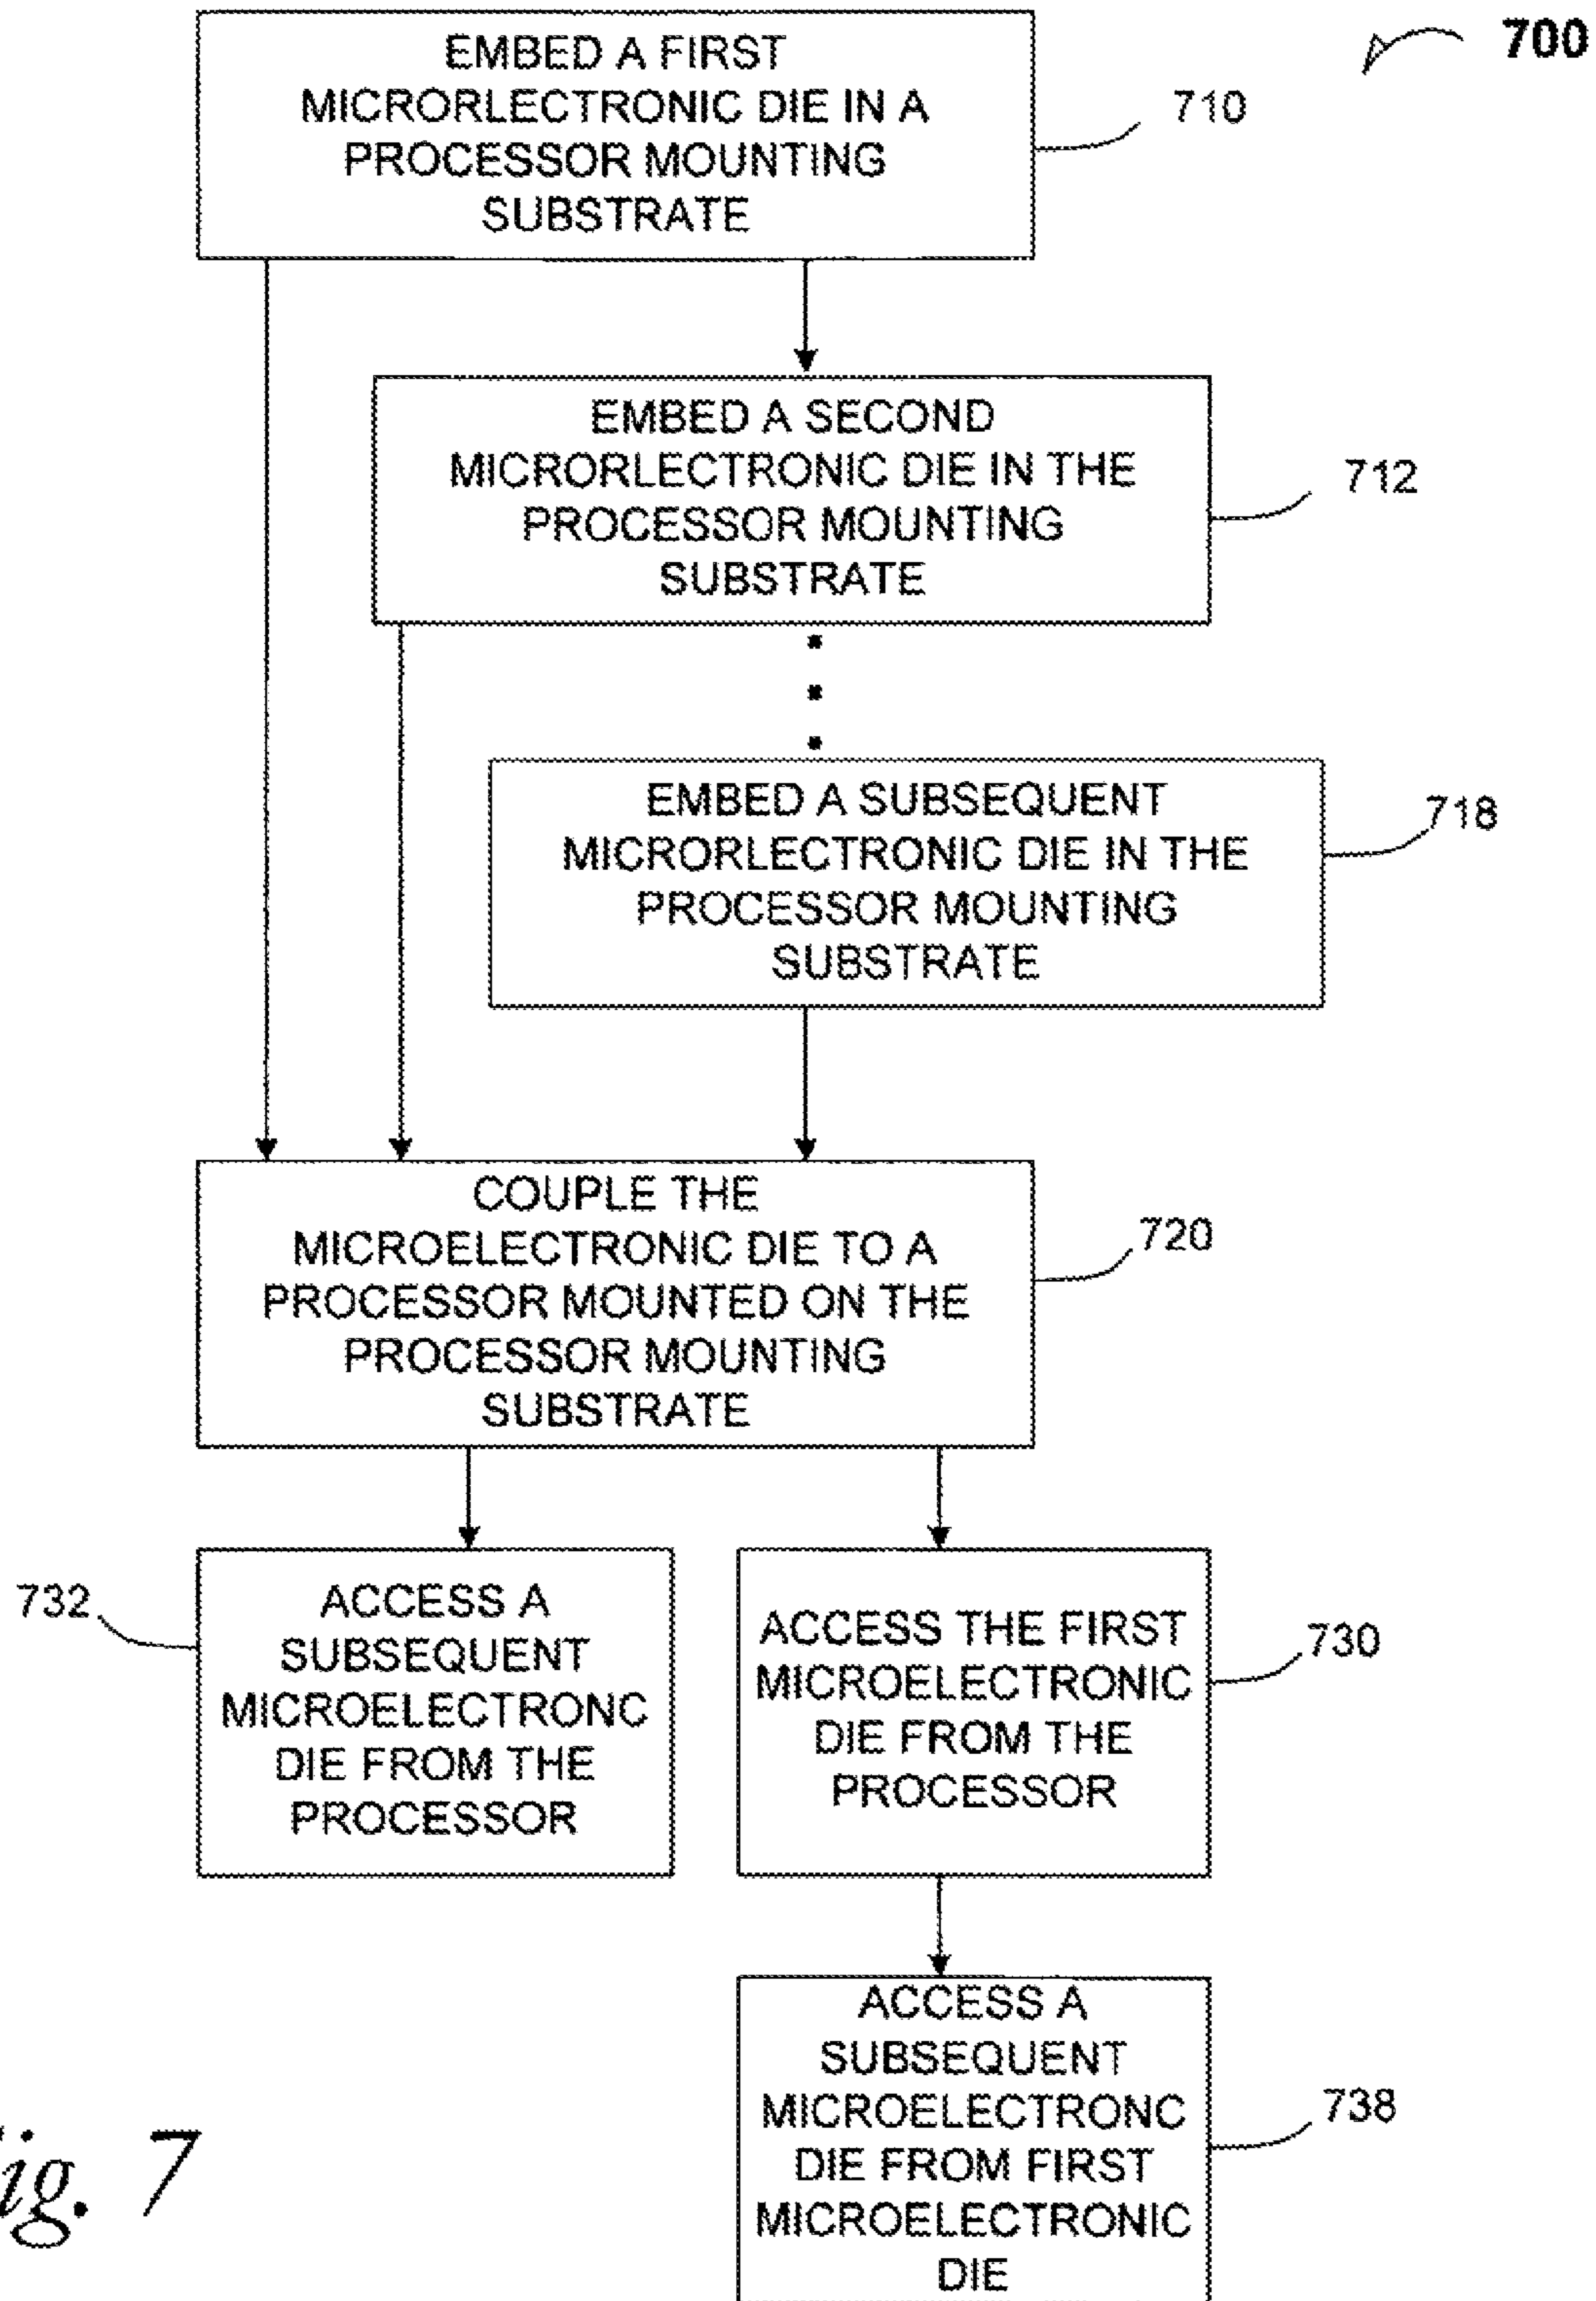 700
EMBED A FIRST
MICRORLECTRONIC DIE IN A
PROCESSOR MOUNTING
SUBSTRATE
710
EMBED A SECOND
MICRORLECTRONIC DIE IN THE
PROCESSOR MOUNTING
SUBSTRATE
712
EMBED A SUBSEQUENT
MICRORLECTRONIC DIE IN THE
PROCESSOR MOUNTING
SUBSTRATE
718
COUPLE THE
MICROELECTRONIC DIE TO A
PROCESSOR MOUNTED ON THE
PROCESSOR MOUNTING
SUBSTRATE
720
732
ACCESS A
SUBSEQUENT
MICROELECTRONC
DIE FROM THE
PROCESSOR
ACCESS THE FIRST
MICROELECTRONIC
DIE FROM THE
PROCESSOR
730
ACCESS A
SUBSEQUENT
MICROELECTRONC
DIE FROM FIRST
MICROELECTRONIC
DIE
738
ig. 7